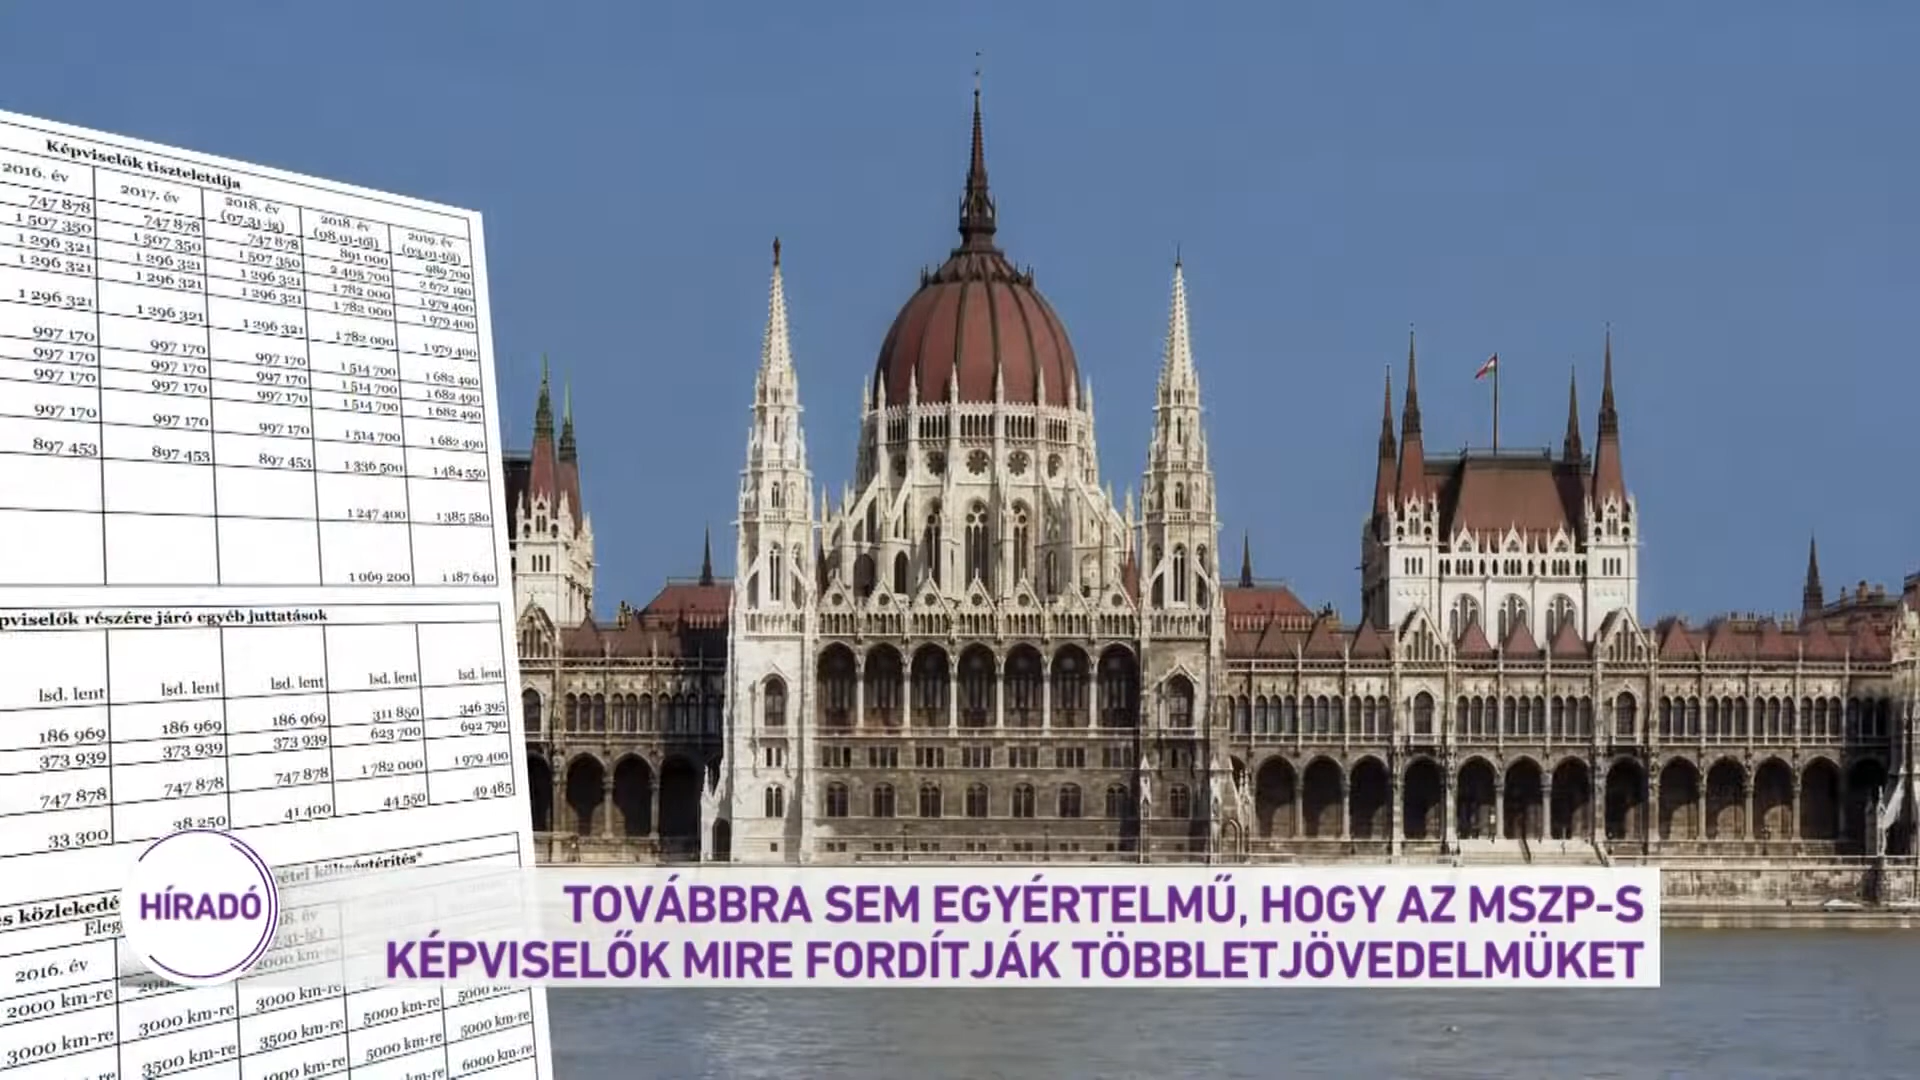 Képviselők tiszteletdíja
2016. év 2017. év 2018. év (07.31-ig) 2018. év (08.01-től) 2019. év (03.01-től)
747 878 747 878 747 878 891 000 989 700
1 507 350 1 507 350 1 507 350 2 405 700 2 672 190
1 296 321 1 296 321 1 296 321 1 782 000 1 979 400
1 296 321 1 296 321 1 296 321 1 782 000 1 979 400
1 296 321 1 296 321 1 296 321 1 782 000 1 979 400
997 170 997 170 997 170 1 514 700 1 682 490
997 170 997 170 997 170 1 514 700 1 682 490
997 170 997 170 997 170 1 514 700 1 682 490
997 170 997 170 997 170 1 514 700 1 682 490
897 453 897 453 897 453 1 336 500 1 484 550
1 247 400 1 385 580
1 069 200 1 187 640
pviselők részére járó egyéb juttatások
lsd. lent lsd. lent lsd. lent lsd. lent lsd. lent
186 969 186 969 186 969 311 850 346 395
373 939 373 939 373 939 623 700 692 790
747 878 747 878 747 878 1 782 000 1 979 400
33 300 38 250 41 400 44 550 49 485
étel költségtérítés*
és közlekedé
Eleg
2016. év
2000 km-re 3000 km-re 5000
3000 km-re 3000 km-re 3500 km-re 5000 km-re 5000 km-re
3500 km-re 5000 km-re 6000 km-re
HÍRADÓ
TOVÁBBRA SEM EGYÉRTELMŰ, HOGY AZ MSZP-S
KÉPVISELŐK MIRE FORDÍTJÁK TÖBBLETJÖVEDELMÜKET